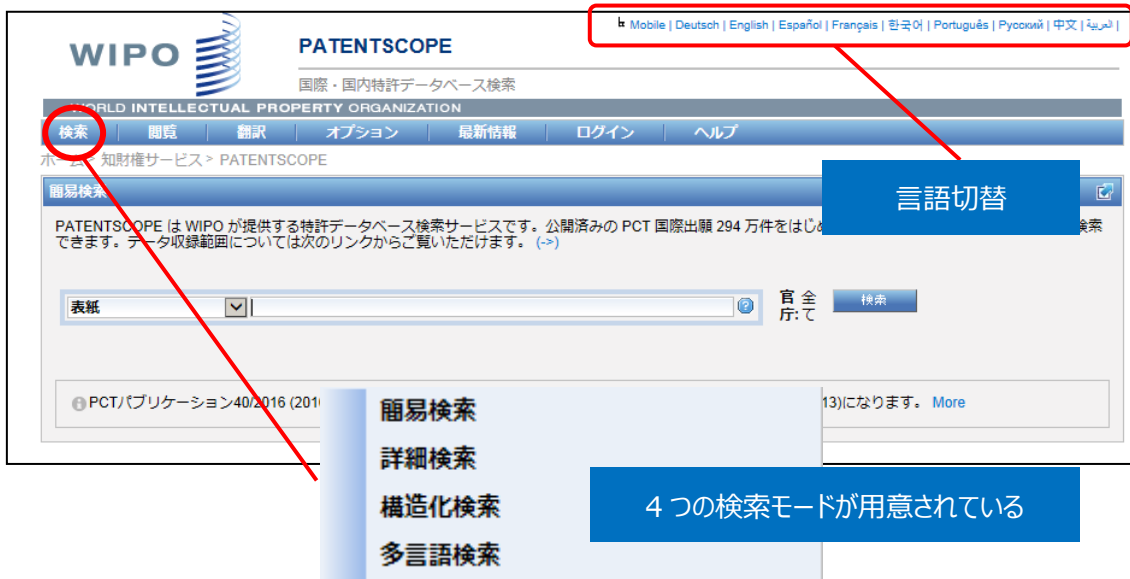 Mobile | Deutsch | English | Español | Français | 한국어 | Português | Русский | 中文 | العربية |
WIPO
PATENTSCOPE
国際・国内特許データベース検索
WORLD INTELLECTUAL PROPERTY ORGANIZATION
検索 閲覧 翻訳 オプション 最新情報 ログイン ヘルプ
ホーム > 知財権サービス > PATENTSCOPE
言語切替
簡易検索
PATENTSCOPE は WIPO が提供する特許データベース検索サービスです。公開済みの PCT 国際出願 294 万件をはじ 検索
できます。データ収録範囲については次のリンクからご覧いただけます。 (->)
表紙
官庁: 全て
検索
PCTパブリケーション40/2016 (201 13)になります。 More
簡易検索
詳細検索
構造化検索
多言語検索
4 つの検索モードが用意されている